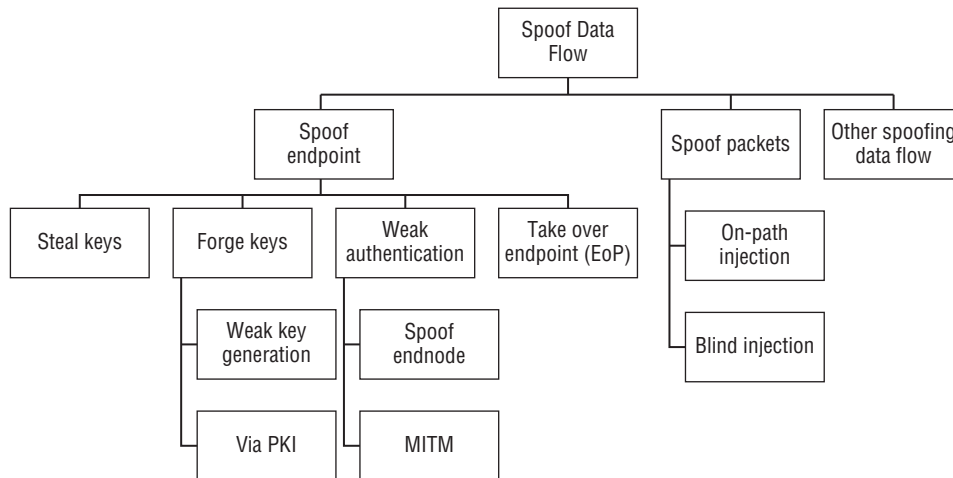 Spoof Data
Flow
Spoof
endpoint
Spoof packets
Other spoofing
data flow
Steal keys
Forge keys
Weak
authentication
Take over
endpoint (EoP)
On-path
injection
Weak key
generation
Spoof
endnode
Blind injection
Via PKI
MITM